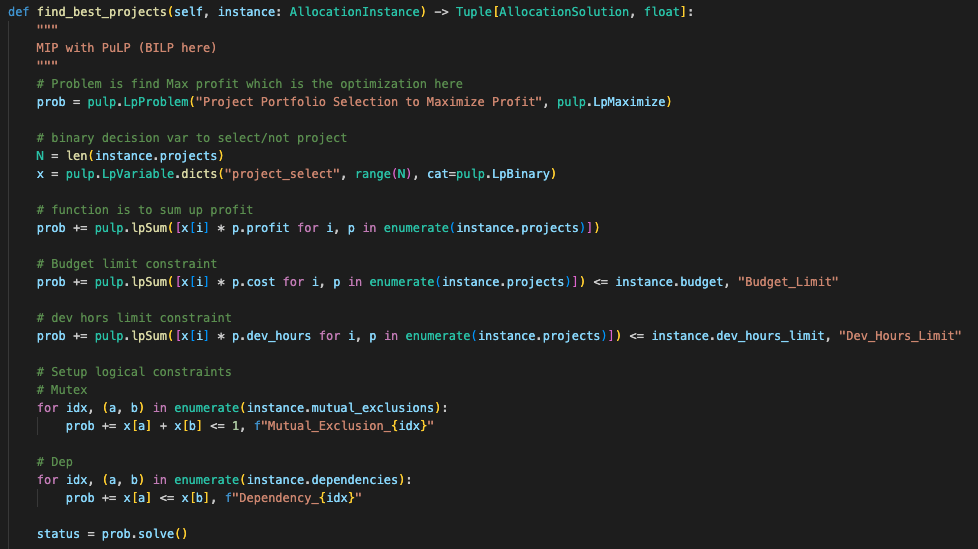 def find_best_projects(self, instance: AllocationInstance) -> Tuple[AllocationSolution, float]:
    """
    MIP with PuLP (BILP here)
    """
    # Problem is find Max profit which is the optimization here
    prob = pulp.LpProblem("Project Portfolio Selection to Maximize Profit", pulp.LpMaximize)

    # binary decision var to select/not project
    N = len(instance.projects)
    x = pulp.LpVariable.dicts("project_select", range(N), cat=pulp.LpBinary)

    # function is to sum up profit
    prob += pulp.lpSum([x[i] * p.profit for i, p in enumerate(instance.projects)])

    # Budget limit constraint
    prob += pulp.lpSum([x[i] * p.cost for i, p in enumerate(instance.projects)]) <= instance.budget, "Budget_Limit"

    # dev hors limit constraint
    prob += pulp.lpSum([x[i] * p.dev_hours for i, p in enumerate(instance.projects)]) <= instance.dev_hours_limit, "Dev_Hours_Limit"

    # Setup logical constraints
    # Mutex
    for idx, (a, b) in enumerate(instance.mutual_exclusions):
        prob += x[a] + x[b] <= 1, f"Mutual_Exclusion_{idx}"

    # Dep
    for idx, (a, b) in enumerate(instance.dependencies):
        prob += x[a] <= x[b], f"Dependency_{idx}"

    status = prob.solve()